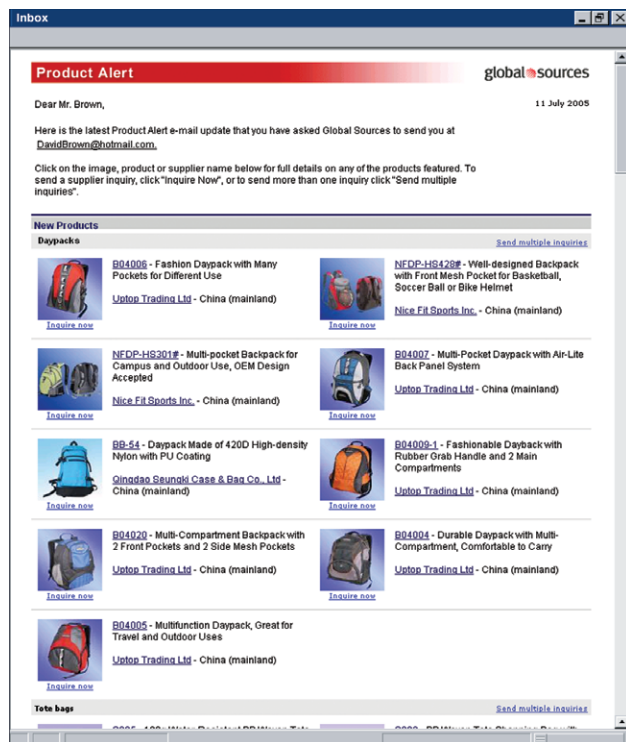 Inbox
Product Alert
global sources
Dear Mr. Brown,
11 July 2005
Here is the latest Product Alert e-mail update that you have asked Global Sources to send you at
DavidBrown@hotmail.com.
Click on the image, product or supplier name below for full details on any of the products featured. To
send a supplier inquiry, click "Inquire Now", or to send more than one inquiry click "Send multiple
inquiries".
New Products
Daypacks
Send multiple inquiries
B04006 - Fashion Daypack with Many
Pockets for Different Use
Uptop Trading Ltd - China (mainland)
Inquire now
NFDP-HS428# - Well-designed Backpack
with Front Mesh Pocket for Basketball,
Soccer Ball or Bike Helmet
Nice Fit Sports Inc. - China (mainland)
Inquire now
NFDP-HS301# - Multi-pocket Backpack for
Campus and Outdoor Use, OEM Design
Accepted
Nice Fit Sports Inc. - China (mainland)
Inquire now
B04007 - Multi-Pocket Daypack with Air-Lite
Back Panel System
Uptop Trading Ltd - China (mainland)
Inquire now
BB-54 - Daypack Made of 420D High-density
Nylon with PU Coating
Qingdao Seungki Case & Bag Co., Ltd -
China (mainland)
Inquire now
B04009-1 - Fashionable Dayback with
Rubber Grab Handle and 2 Main
Compartments
Uptop Trading Ltd - China (mainland)
Inquire now
B04020 - Multi-Compartment Backpack with
2 Front Pockets and 2 Side Mesh Pockets
Uptop Trading Ltd - China (mainland)
Inquire now
B04004 - Durable Daypack with Multi-
Compartment, Comfortable to Carry
Uptop Trading Ltd - China (mainland)
Inquire now
B04005 - Multifunction Daypack, Great for
Travel and Outdoor Uses
Uptop Trading Ltd - China (mainland)
Inquire now
Tote bags
Send multiple inquiries